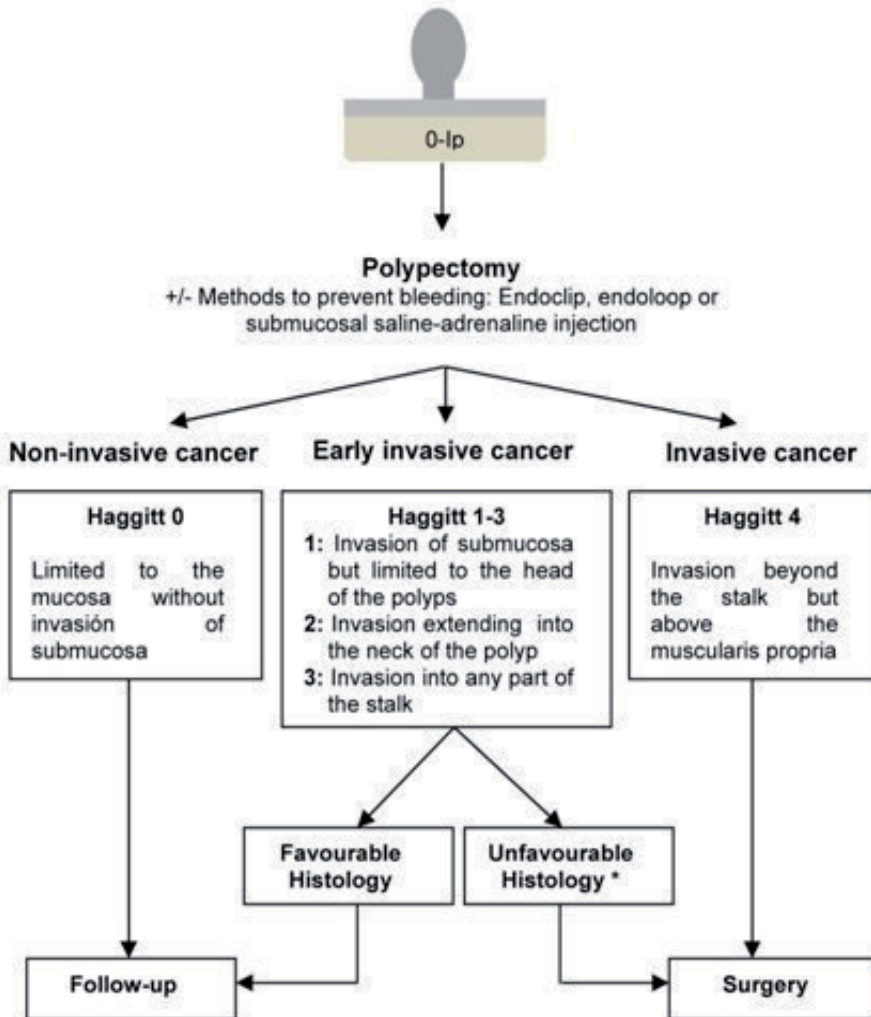 0-Ip
Polypectomy
+/- Methods to prevent bleeding: Endoclip, endoloop or
submucosal saline-adrenaline injection
Non-invasive cancer
Haggitt 0
Limited to the
mucosa without
invasión of
submucosa
Early invasive cancer
Haggitt 1-3
1: Invasion of submucosa
but limited to the head
of the polyps
2: Invasion extending into
the neck of the polyp
3: Invasion into any part of
the stalk
Invasive cancer
Haggitt 4
Invasion beyond
the stalk but
above the
muscularis propria
Favourable
Histology
Unfavourable
Histology *
Follow-up
Surgery